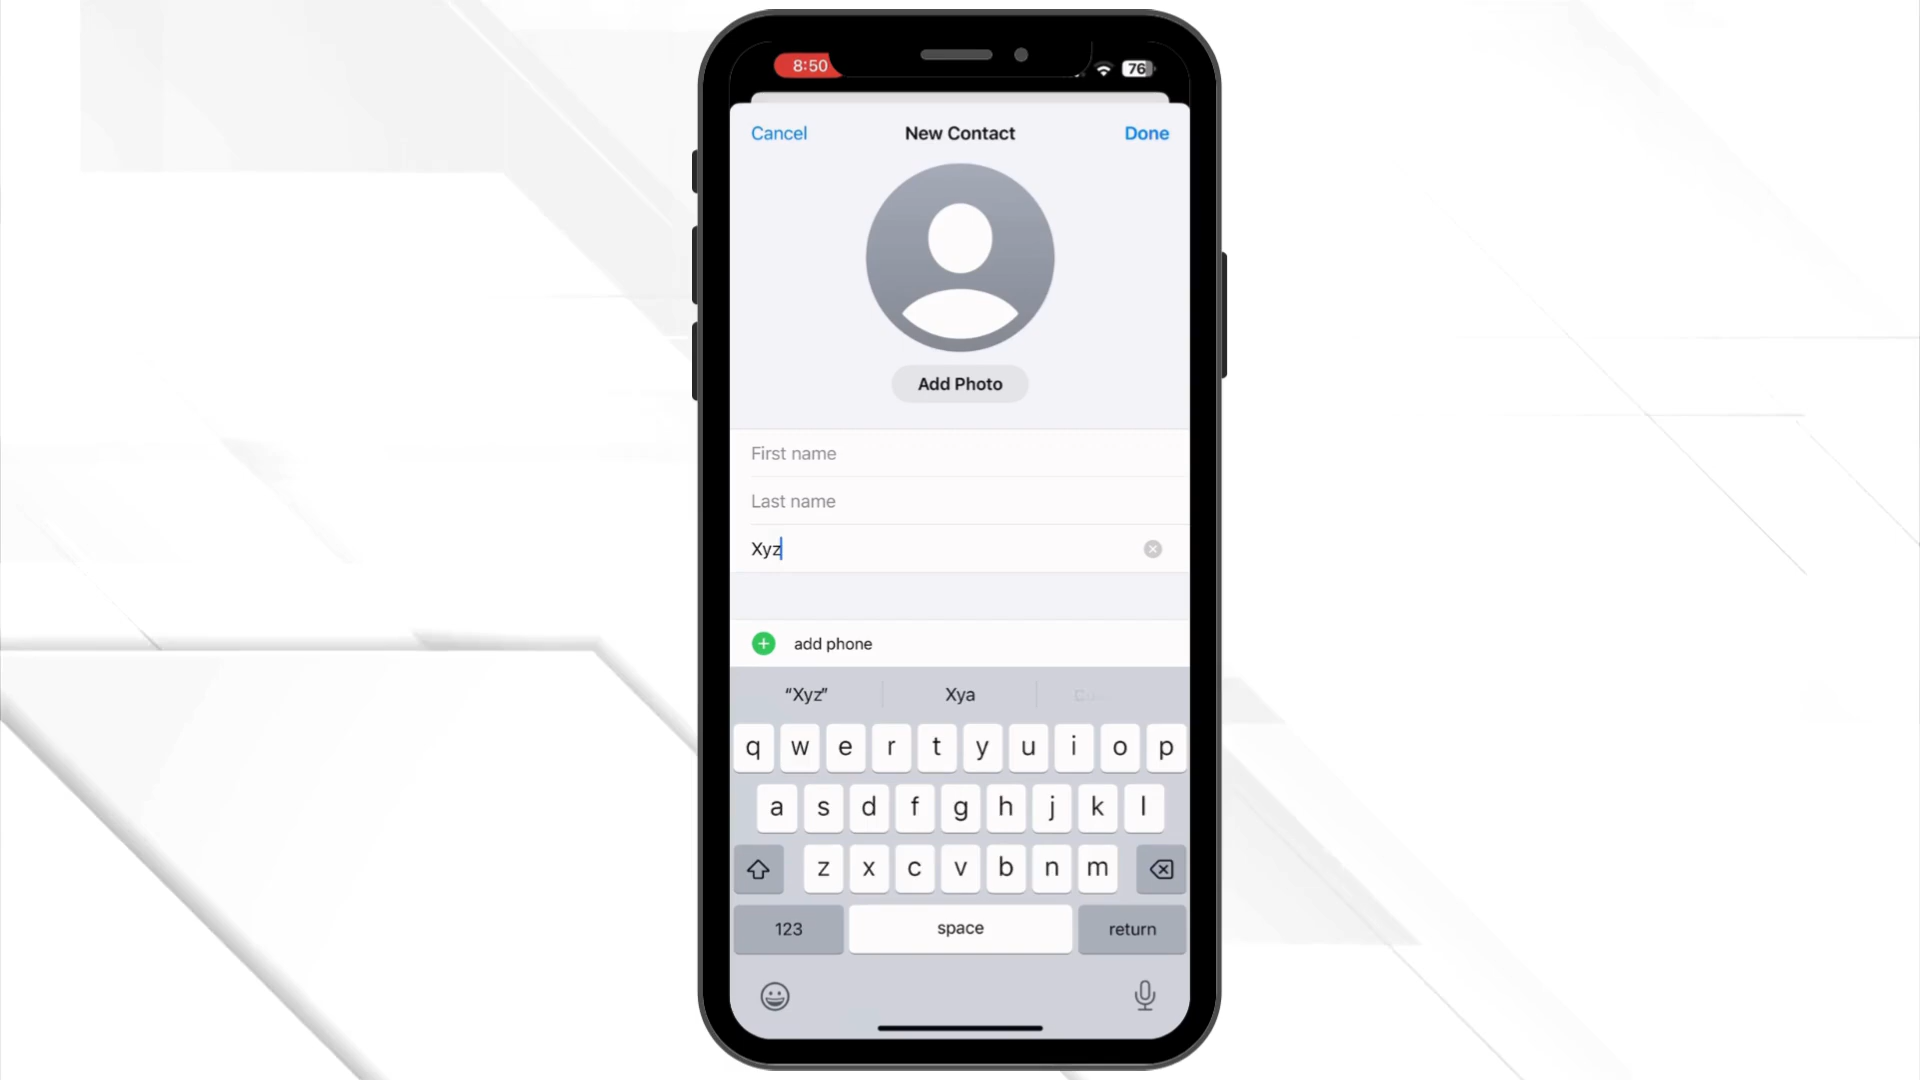 8:50 76
Cancel New Contact Done
Add Photo
First name
Last name
Xyz
add phone
“Xyz” Xya
q w e r t y u i o p
a s d f g h j k l
z x c v b n m
123 space return